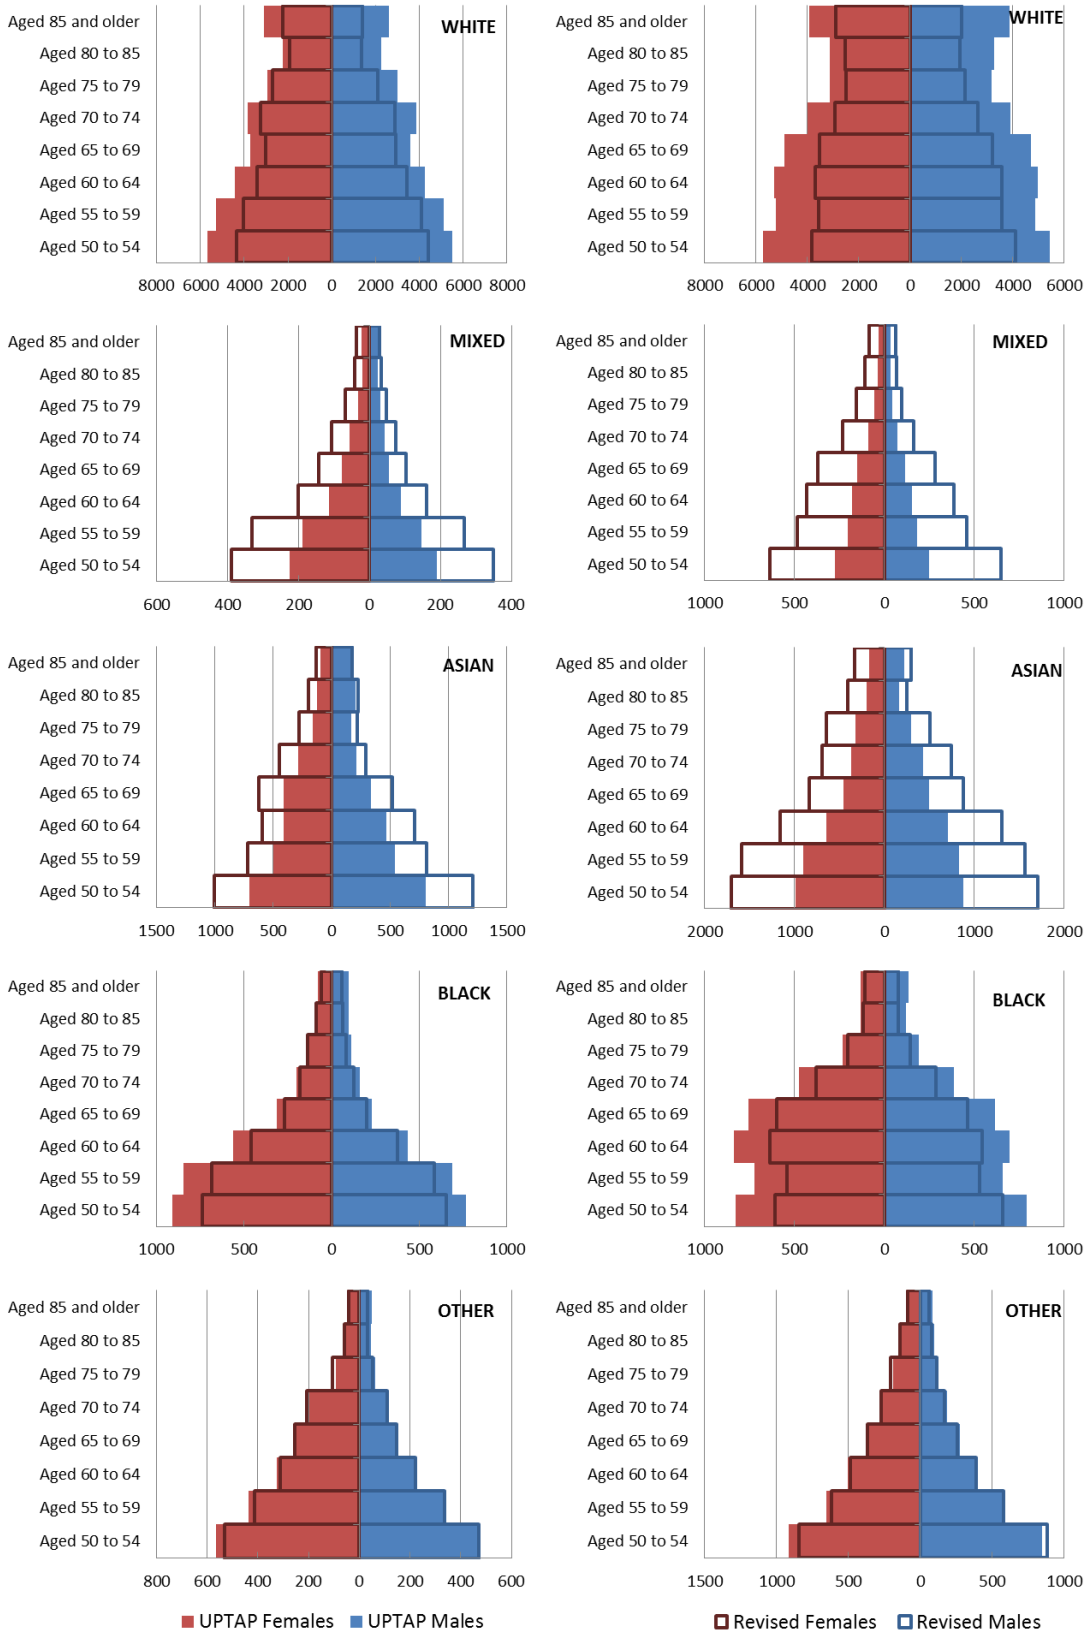 Aged 85 and older
WHITE
Aged 80 to 85
Aged 75 to 79
Aged 70 to 74
Aged 65 to 69
Aged 60 to 64
Aged 55 to 59
Aged 50 to 54
8000 6000 4000 2000 0 2000 4000 6000 8000
Aged 85 and older
WHITE
Aged 80 to 85
Aged 75 to 79
Aged 70 to 74
Aged 65 to 69
Aged 60 to 64
Aged 55 to 59
Aged 50 to 54
8000 6000 4000 2000 0 2000 4000 6000
Aged 85 and older
MIXED
Aged 80 to 85
Aged 75 to 79
Aged 70 to 74
Aged 65 to 69
Aged 60 to 64
Aged 55 to 59
Aged 50 to 54
600 400 200 0 200 400
Aged 85 and older
MIXED
Aged 80 to 85
Aged 75 to 79
Aged 70 to 74
Aged 65 to 69
Aged 60 to 64
Aged 55 to 59
Aged 50 to 54
1000 500 0 500 1000
Aged 85 and older
ASIAN
Aged 80 to 85
Aged 75 to 79
Aged 70 to 74
Aged 65 to 69
Aged 60 to 64
Aged 55 to 59
Aged 50 to 54
1500 1000 500 0 500 1000 1500
Aged 85 and older
ASIAN
Aged 80 to 85
Aged 75 to 79
Aged 70 to 74
Aged 65 to 69
Aged 60 to 64
Aged 55 to 59
Aged 50 to 54
2000 1000 0 1000 2000
Aged 85 and older
BLACK
Aged 80 to 85
Aged 75 to 79
Aged 70 to 74
Aged 65 to 69
Aged 60 to 64
Aged 55 to 59
Aged 50 to 54
1000 500 0 500 1000
Aged 85 and older
BLACK
Aged 80 to 85
Aged 75 to 79
Aged 70 to 74
Aged 65 to 69
Aged 60 to 64
Aged 55 to 59
Aged 50 to 54
1000 500 0 500 1000
Aged 85 and older
OTHER
Aged 80 to 85
Aged 75 to 79
Aged 70 to 74
Aged 65 to 69
Aged 60 to 64
Aged 55 to 59
Aged 50 to 54
800 600 400 200 0 200 400 600
Aged 85 and older
OTHER
Aged 80 to 85
Aged 75 to 79
Aged 70 to 74
Aged 65 to 69
Aged 60 to 64
Aged 55 to 59
Aged 50 to 54
1500 1000 500 0 500 1000
UPTAP Females UPTAP Males
Revised Females Revised Males